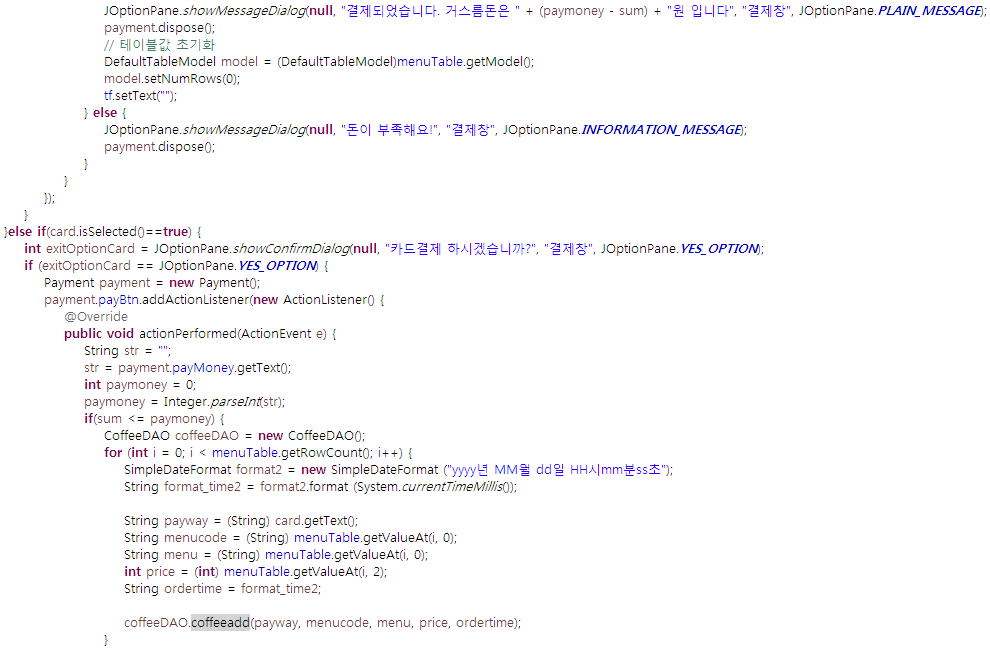 JOptionPane.showMessageDialog(null, "결제되었습니다. 거스름돈은 " + (paymoney - sum) + "원 입니다", "결제창", JOptionPane.PLAIN_MESSAGE);
payment.dispose();
// 테이블값 초기화
DefaultTableModel model = (DefaultTableModel)menuTable.getModel();
model.setNumRows(0);
tf.setText("");
} else {
JOptionPane.showMessageDialog(null, "돈이 부족해요!", "결제창", JOptionPane.INFORMATION_MESSAGE);
payment.dispose();
}
}
});
}
}else if(card.isSelected()==true) {
int exitOptionCard = JOptionPane.showConfirmDialog(null, "카드결제 하시겠습니까?", "결제창", JOptionPane.YES_OPTION);
if (exitOptionCard == JOptionPane.YES_OPTION) {
Payment payment = new Payment();
payment.payBtn.addActionListener(new ActionListener() {
@Override
public void actionPerformed(ActionEvent e) {
String str = "";
str = payment.payMoney.getText();
int paymoney = 0;
paymoney = Integer.parseInt(str);
if(sum <= paymoney) {
CoffeeDAO coffeeDAO = new CoffeeDAO();
for (int i = 0; i < menuTable.getRowCount(); i++) {
SimpleDateFormat format2 = new SimpleDateFormat ("yyyy년 MM월 dd일 HH시mm분ss초");
String format_time2 = format2.format (System.currentTimeMillis());
String payway = (String) card.getText();
String menucode = (String) menuTable.getValueAt(i, 0);
String menu = (String) menuTable.getValueAt(i, 0);
int price = (int) menuTable.getValueAt(i, 2);
String ordertime = format_time2;
coffeeDAO.coffeeadd(payway, menucode, menu, price, ordertime);
}